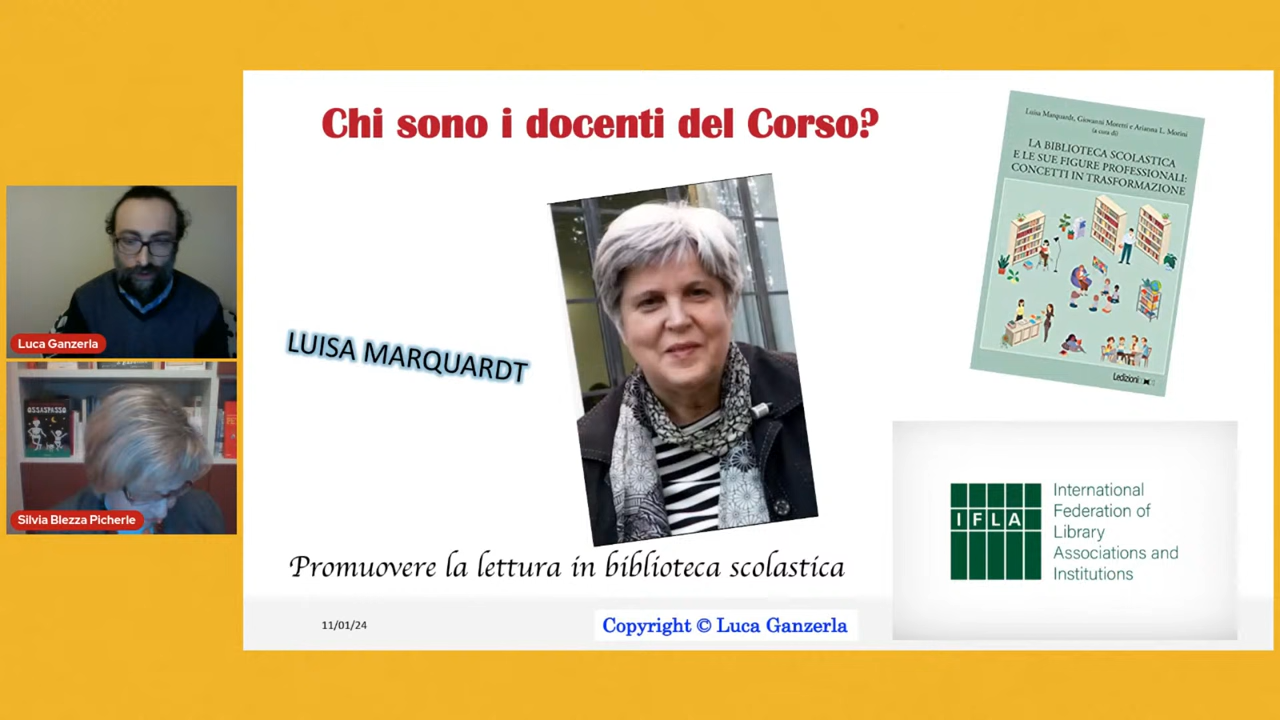 Chi sono i docenti del Corso?
Luisa Marquardt, Giovanni Moretti e Arianna L. Morini
(a cura di)
LA BIBLIOTECA SCOLASTICA
E LE SUE FIGURE PROFESSIONALI:
CONCETTI IN TRASFORMAZIONE
Luca Ganzerla
LUISA MARQUARDT
OSSASPASSO
Silvia Blezza Picherle
IFLA
International
Federation of
Library
Associations and
Institutions
Promuovere la lettura in biblioteca scolastica
11/01/24
Copyright © Luca Ganzerla